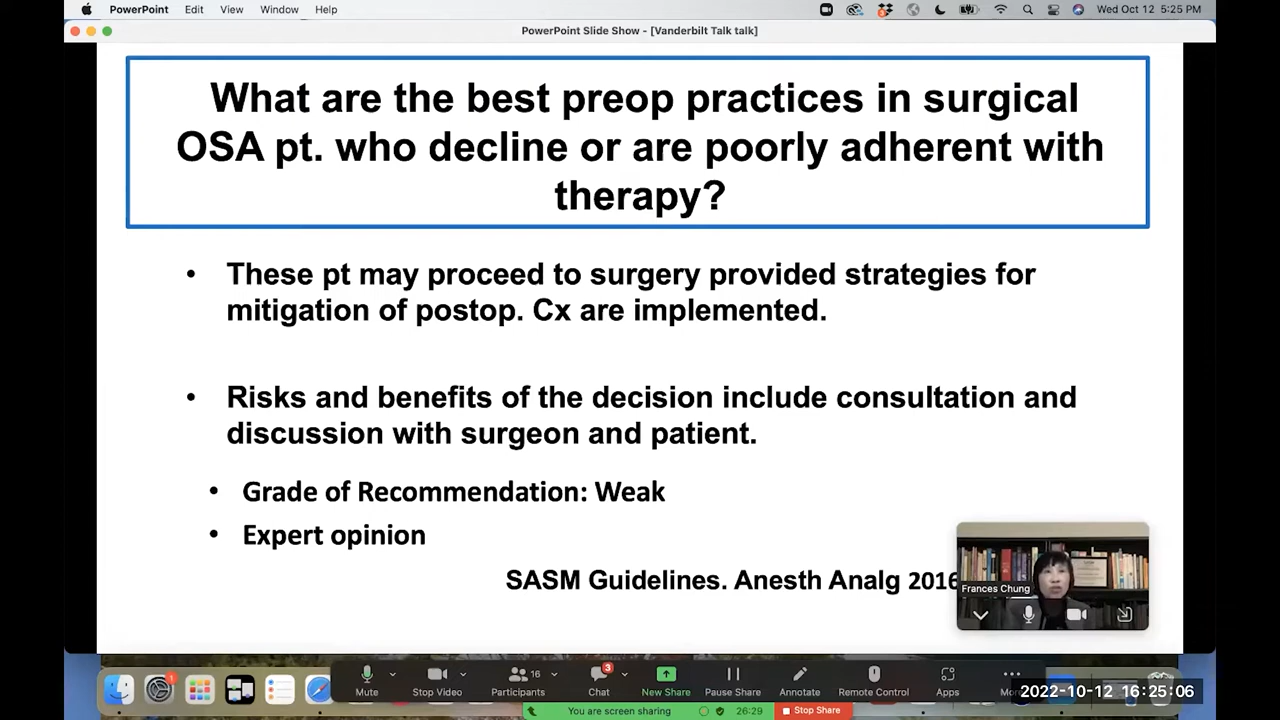 PowerPoint
Edit
View
Window
Help
Wed Oct 12 5:25 PM
PowerPoint Slide Show - [Vanderbilt Talk talk]
What are the best preop practices in surgical
OSA pt. who decline or are poorly adherent with
therapy?
• These pt may proceed to surgery provided strategies for
mitigation of postop. Cx are implemented.
• Risks and benefits of the decision include consultation and
discussion with surgeon and patient.
• Grade of Recommendation: Weak
• Expert opinion
SASM Guidelines. Anesth Analg 2016
Frances Chung
1
16
3
Mute
Stop Video
Participants
Chat
New Share
Pause Share
Annotate
Remote Control
Apps
2022-10-12 16:25:06
You are screen sharing
26:29
Stop Share